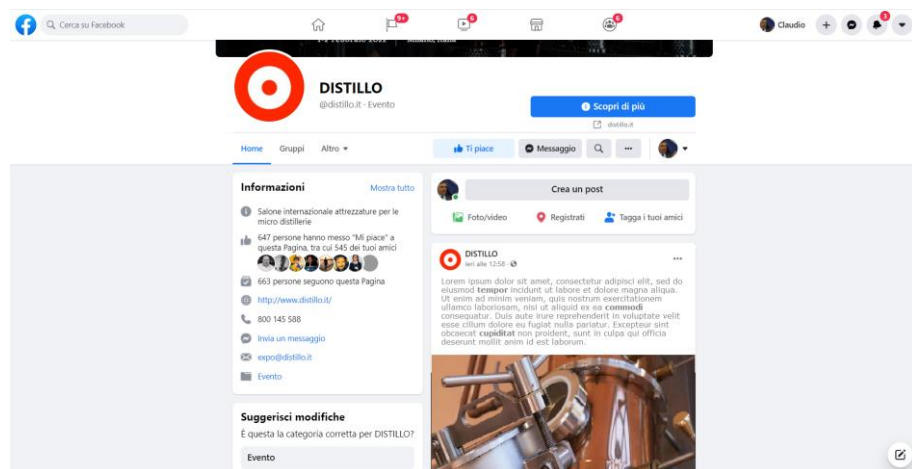 Cerca su Facebook
9+
6
6
Claudio
3
1-2 Febbraio 2022
Milano, Italia
DISTILLO
@distillo.it · Evento
Scopri di più
distillo.it
Home
Gruppi
Altro
Ti piace
Messaggio
Informazioni
Mostra tutto
Salone internazionale attrezzature per le
micro distillerie
647 persone hanno messo "Mi piace" a
questa Pagina, tra cui 545 dei tuoi amici
663 persone seguono questa Pagina
http://www.distillo.it/
800 145 588
Invia un messaggio
expo@distillo.it
Evento
Suggerisci modifiche
È questa la categoria corretta per DISTILLO?
Evento
Crea un post
Foto/video
Registrati
Tagga i tuoi amici
DISTILLO
Ieri alle 12:58 ·
Lorem ipsum dolor sit amet, consectetur adipisci elit, sed do
eiusmod tempor incidunt ut labore et dolore magna aliqua.
Ut enim ad minim veniam, quis nostrum exercitationem
ullamco laboriosam, nisi ut aliquid ex ea commodi
consequatur. Duis aute irure reprehenderit in voluptate velit
esse cillum dolore eu fugiat nulla pariatur. Excepteur sint
obcaecat cupiditat non proident, sunt in culpa qui officia
deserunt mollit anim id est laborum.